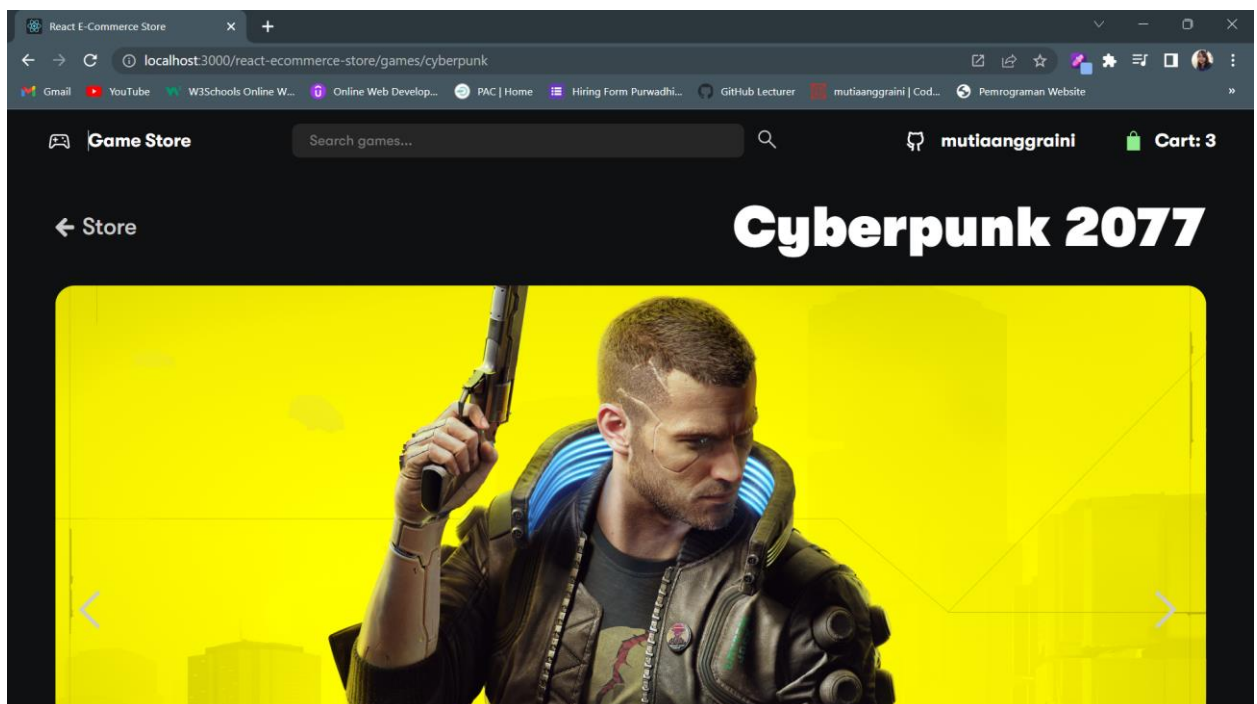 React E-Commerce Store
localhost:3000/react-ecommerce-store/games/cyberpunk
Gmail YouTube W3Schools Online W... Online Web Develop... PAC | Home Hiring Form Purwadhi... GitHub Lecturer mutiaanggraini | Cod... Pemrograman Website »
Game Store Search games... mutiaanggraini Cart: 3
Store Cyberpunk 2077